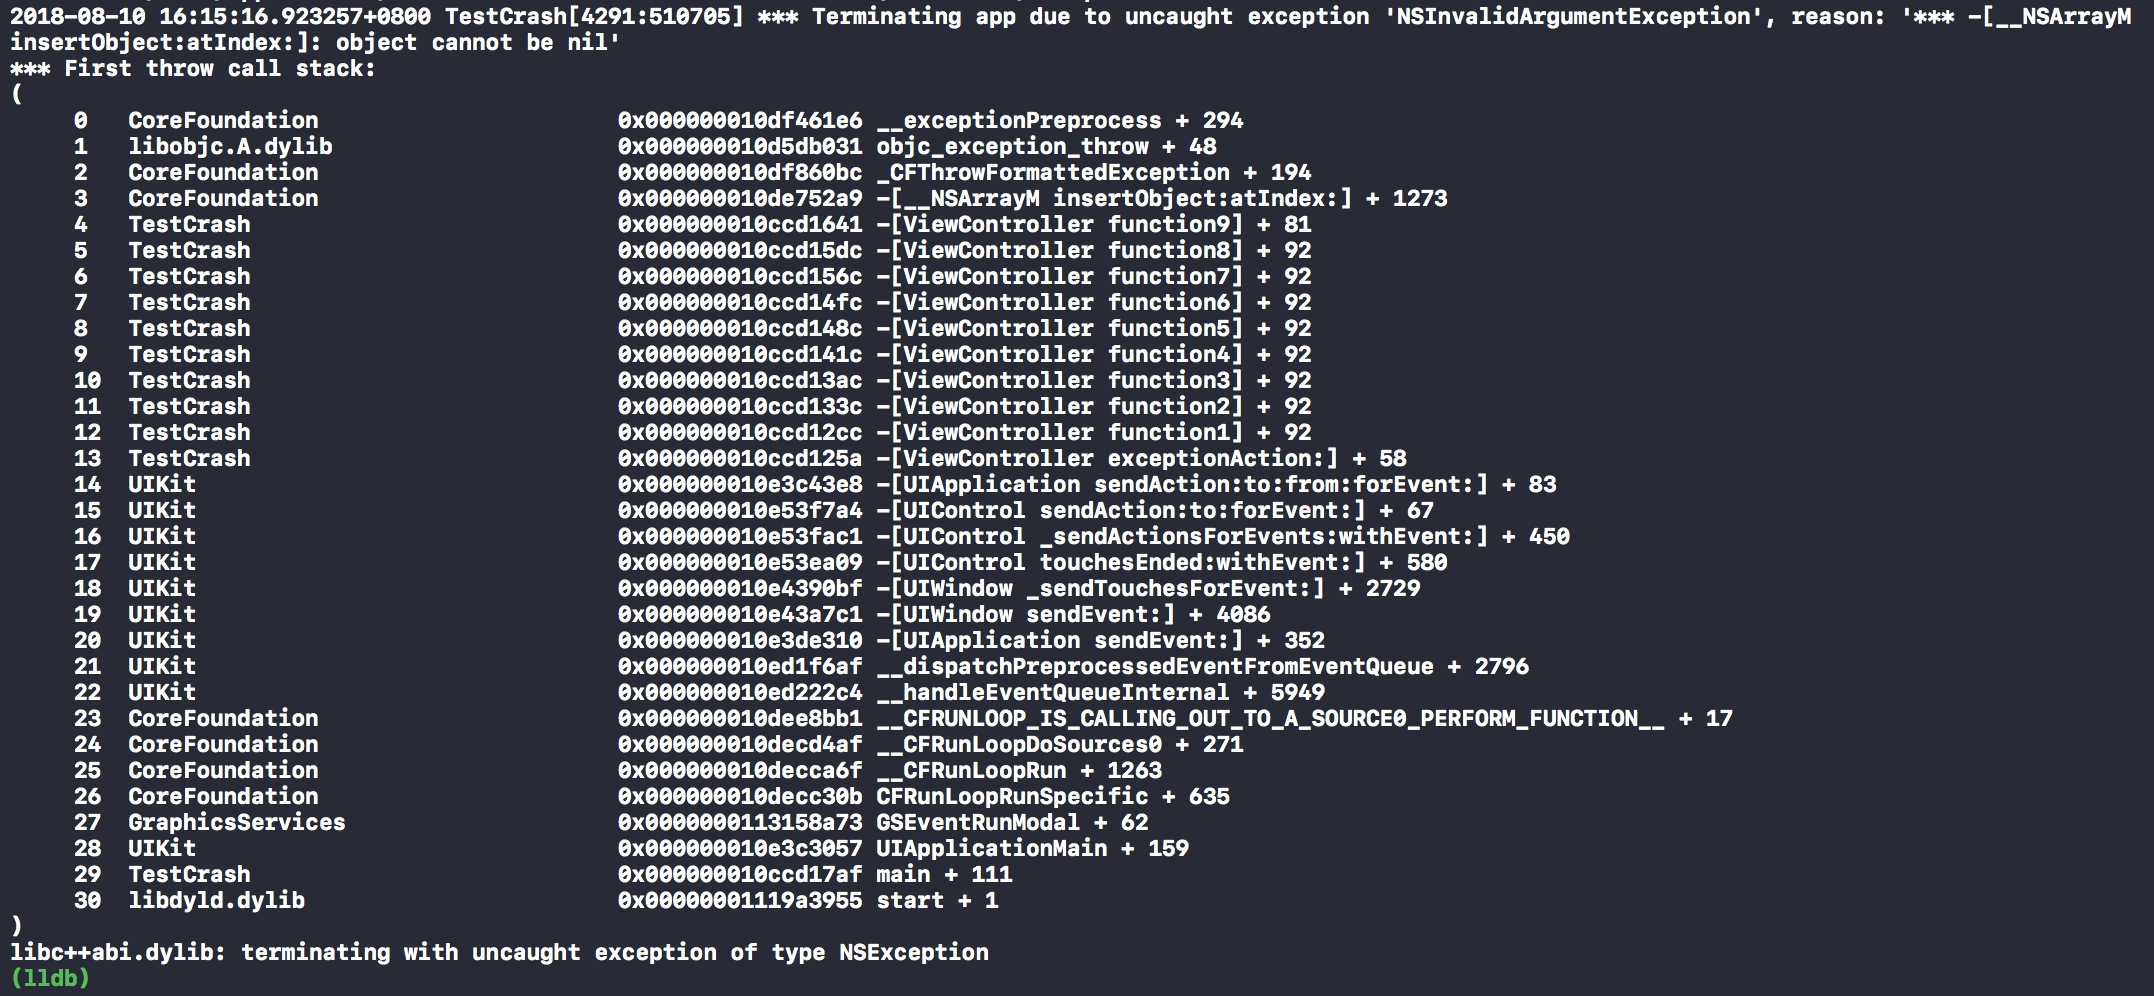 2018-08-10 16:15:16.923257+0800 TestCrash[4291:510705] *** Terminating app due to uncaught exception 'NSInvalidArgumentException', reason: '*** -[__NSArrayM
insertObject:atIndex:]: object cannot be nil'
*** First throw call stack:
(
0 CoreFoundation 0x000000010df461e6 __exceptionPreprocess + 294
1 libobjc.A.dylib 0x000000010d5db031 objc_exception_throw + 48
2 CoreFoundation 0x000000010df860bc _CFThrowFormattedException + 194
3 CoreFoundation 0x000000010de752a9 -[__NSArrayM insertObject:atIndex:] + 1273
4 TestCrash 0x000000010ccd1641 -[ViewController function9] + 81
5 TestCrash 0x000000010ccd15dc -[ViewController function8] + 92
6 TestCrash 0x000000010ccd156c -[ViewController function7] + 92
7 TestCrash 0x000000010ccd14fc -[ViewController function6] + 92
8 TestCrash 0x000000010ccd148c -[ViewController function5] + 92
9 TestCrash 0x000000010ccd141c -[ViewController function4] + 92
10 TestCrash 0x000000010ccd13ac -[ViewController function3] + 92
11 TestCrash 0x000000010ccd133c -[ViewController function2] + 92
12 TestCrash 0x000000010ccd12cc -[ViewController function1] + 92
13 TestCrash 0x000000010ccd125a -[ViewController exceptionAction:] + 58
14 UIKit 0x000000010e3c43e8 -[UIApplication sendAction:to:from:forEvent:] + 83
15 UIKit 0x000000010e53f7a4 -[UIControl sendAction:to:forEvent:] + 67
16 UIKit 0x000000010e53fac1 -[UIControl _sendActionsForEvents:withEvent:] + 450
17 UIKit 0x000000010e53ea09 -[UIControl touchesEnded:withEvent:] + 580
18 UIKit 0x000000010e4390bf -[UIWindow _sendTouchesForEvent:] + 2729
19 UIKit 0x000000010e43a7c1 -[UIWindow sendEvent:] + 4086
20 UIKit 0x000000010e3de310 -[UIApplication sendEvent:] + 352
21 UIKit 0x000000010ed1f6af __dispatchPreprocessedEventFromEventQueue + 2796
22 UIKit 0x000000010ed222c4 __handleEventQueueInternal + 5949
23 CoreFoundation 0x000000010dee8bb1 __CFRUNLOOP_IS_CALLING_OUT_TO_A_SOURCE0_PERFORM_FUNCTION__ + 17
24 CoreFoundation 0x000000010decd4af __CFRunLoopDoSources0 + 271
25 CoreFoundation 0x000000010decca6f __CFRunLoopRun + 1263
26 CoreFoundation 0x000000010decc30b CFRunLoopRunSpecific + 635
27 GraphicsServices 0x0000000113158a73 GSEventRunModal + 62
28 UIKit 0x000000010e3c3057 UIApplicationMain + 159
29 TestCrash 0x000000010ccd17af main + 111
30 libdyld.dylib 0x00000001119a3955 start + 1
)
libc++abi.dylib: terminating with uncaught exception of type NSException
(lldb)